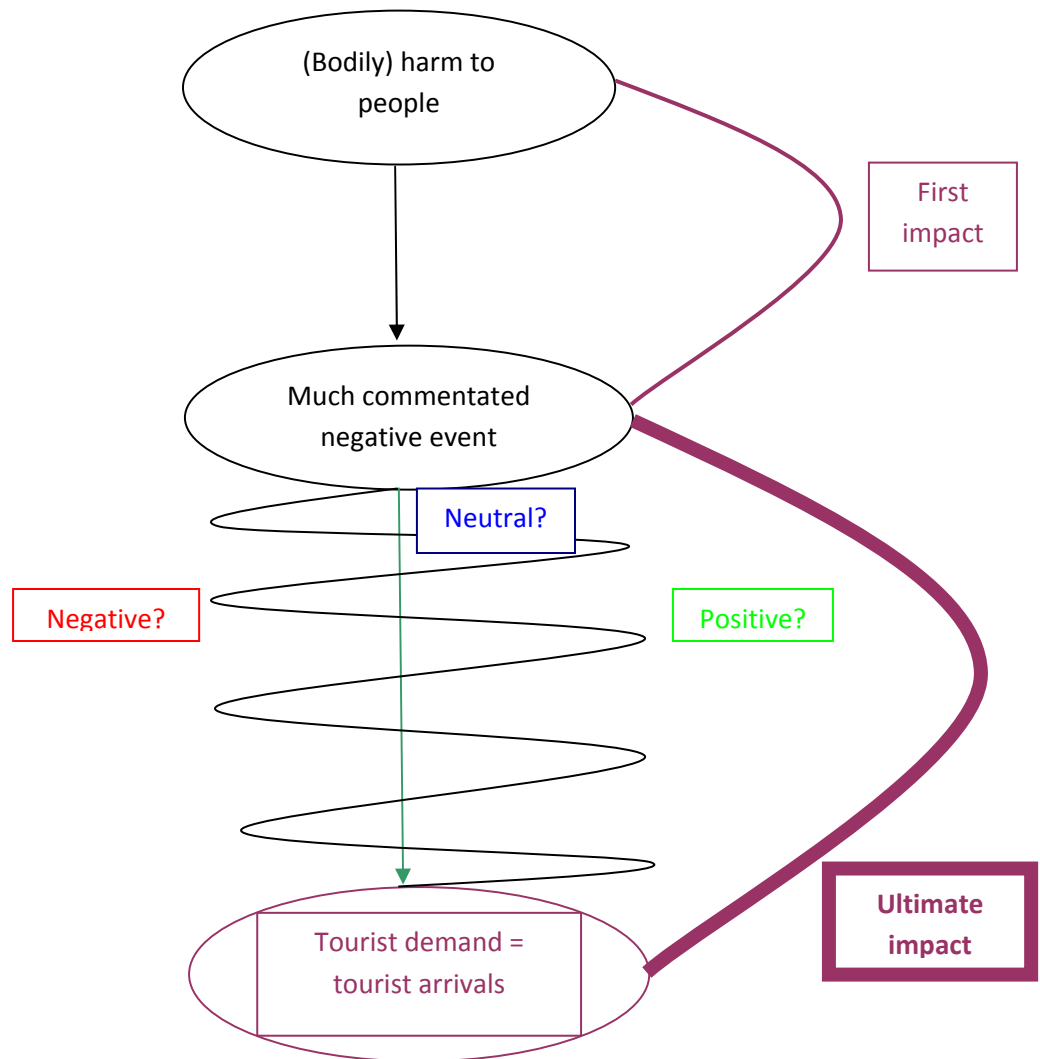 (Bodily) harm to
people
First
impact
Much commentated
negative event
Neutral?
Negative?
Positive?
Ultimate
impact
Tourist demand =
tourist arrivals